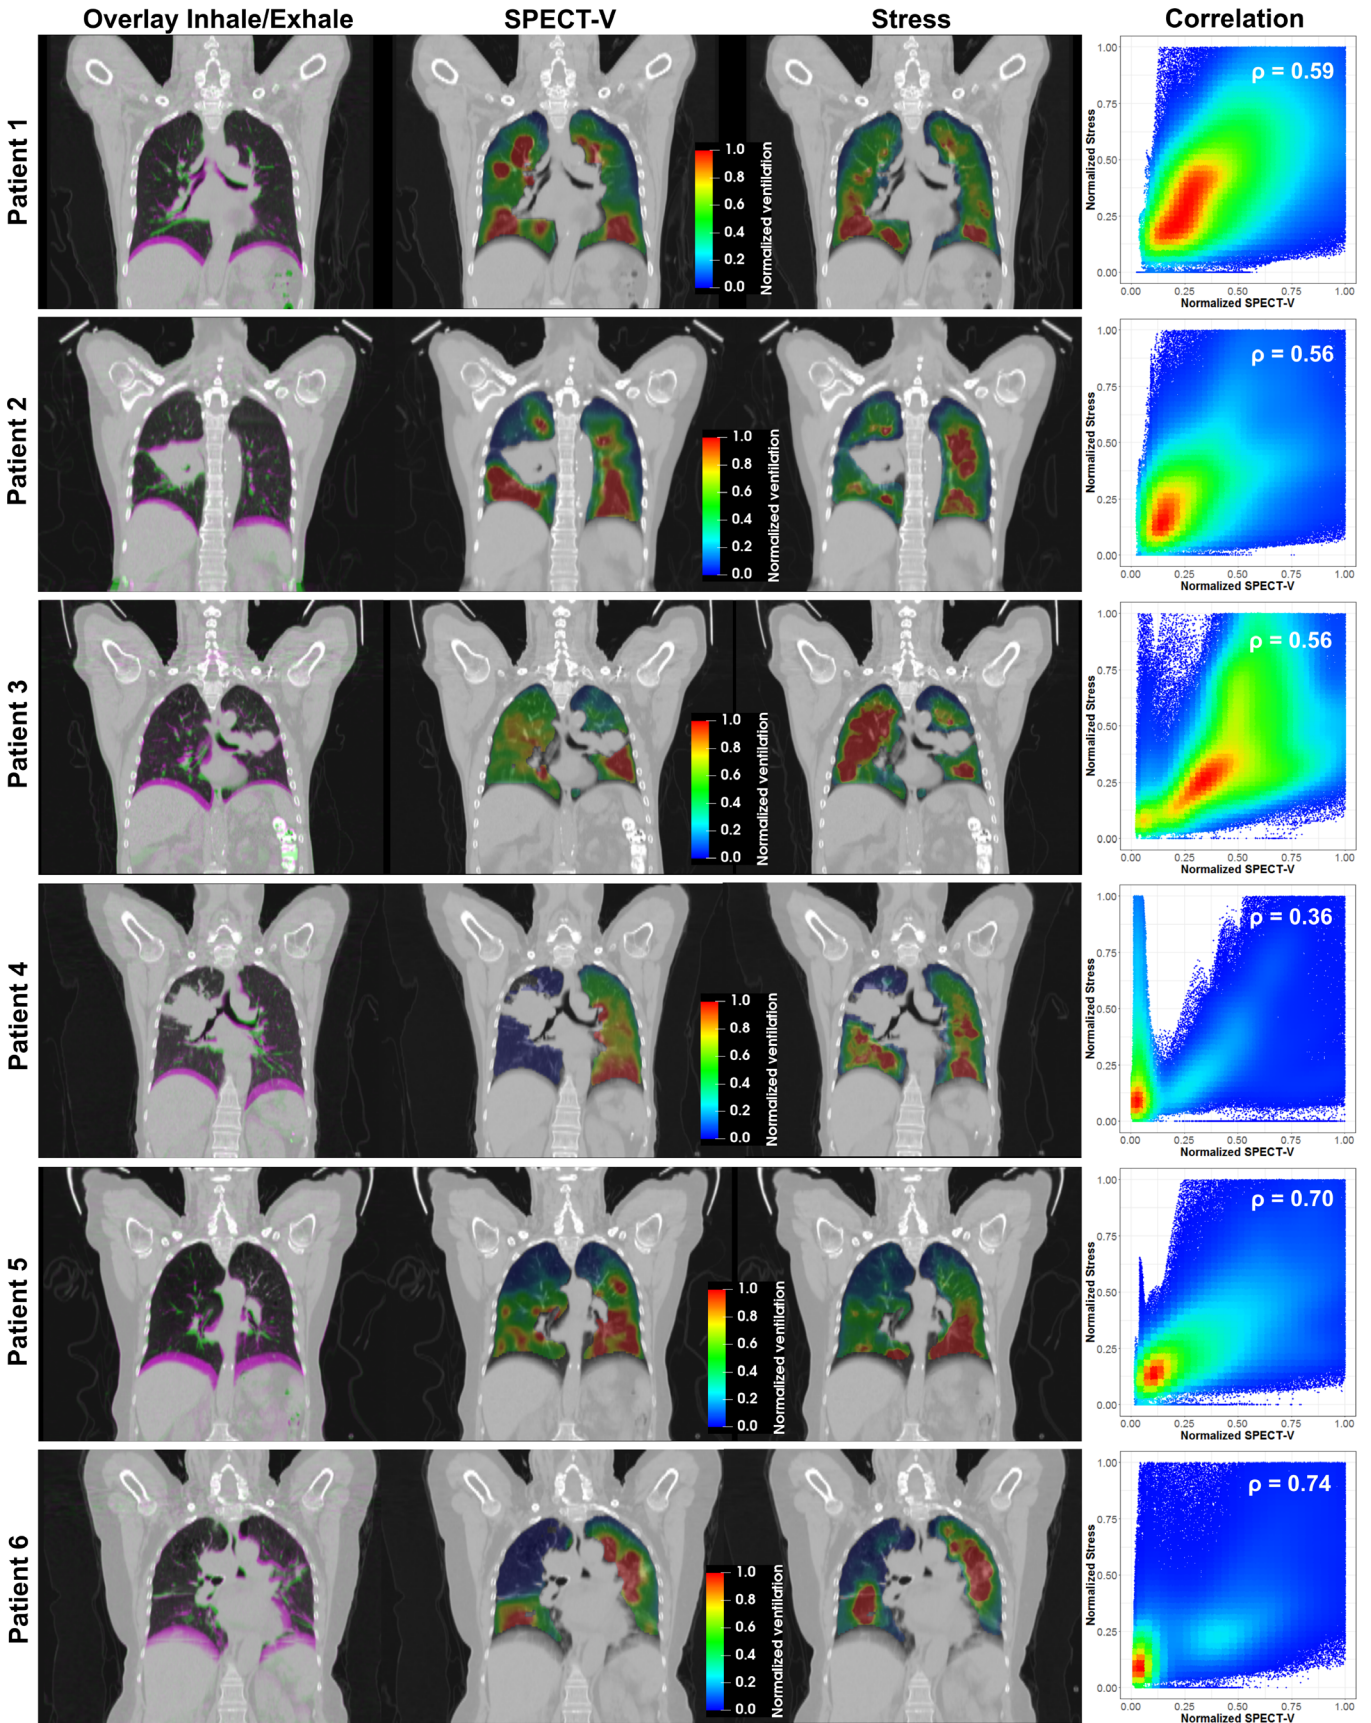 Overlay Inhale/Exhale SPECT-V Stress Correlation
Patient 1
1.0
0.8
0.6
0.4
0.2
0.0
Normalized ventilation
Normalized Stress
1.00
0.75
0.50
0.25
0.00
ρ = 0.59
0.00 0.25 0.50 0.75 1.00
Normalized SPECT-V
Patient 2
1.0
0.8
0.6
0.4
0.2
0.0
Normalized ventilation
Normalized Stress
1.00
0.75
0.50
0.25
0.00
ρ = 0.56
0.00 0.25 0.50 0.75 1.00
Normalized SPECT-V
Patient 3
1.0
0.8
0.6
0.4
0.2
0.0
Normalized ventilation
Normalized Stress
1.00
0.75
0.50
0.25
0.00
ρ = 0.56
0.00 0.25 0.50 0.75 1.00
Normalized SPECT-V
Patient 4
1.0
0.8
0.6
0.4
0.2
0.0
Normalized ventilation
Normalized Stress
1.00
0.75
0.50
0.25
0.00
ρ = 0.36
0.00 0.25 0.50 0.75 1.00
Normalized SPECT-V
Patient 5
1.0
0.8
0.6
0.4
0.2
0.0
Normalized ventilation
Normalized Stress
1.00
0.75
0.50
0.25
0.00
ρ = 0.70
0.00 0.25 0.50 0.75 1.00
Normalized SPECT-V
Patient 6
1.0
0.8
0.6
0.4
0.2
0.0
Normalized ventilation
Normalized Stress
1.00
0.75
0.50
0.25
0.00
ρ = 0.74
0.00 0.25 0.50 0.75 1.00
Normalized SPECT-V